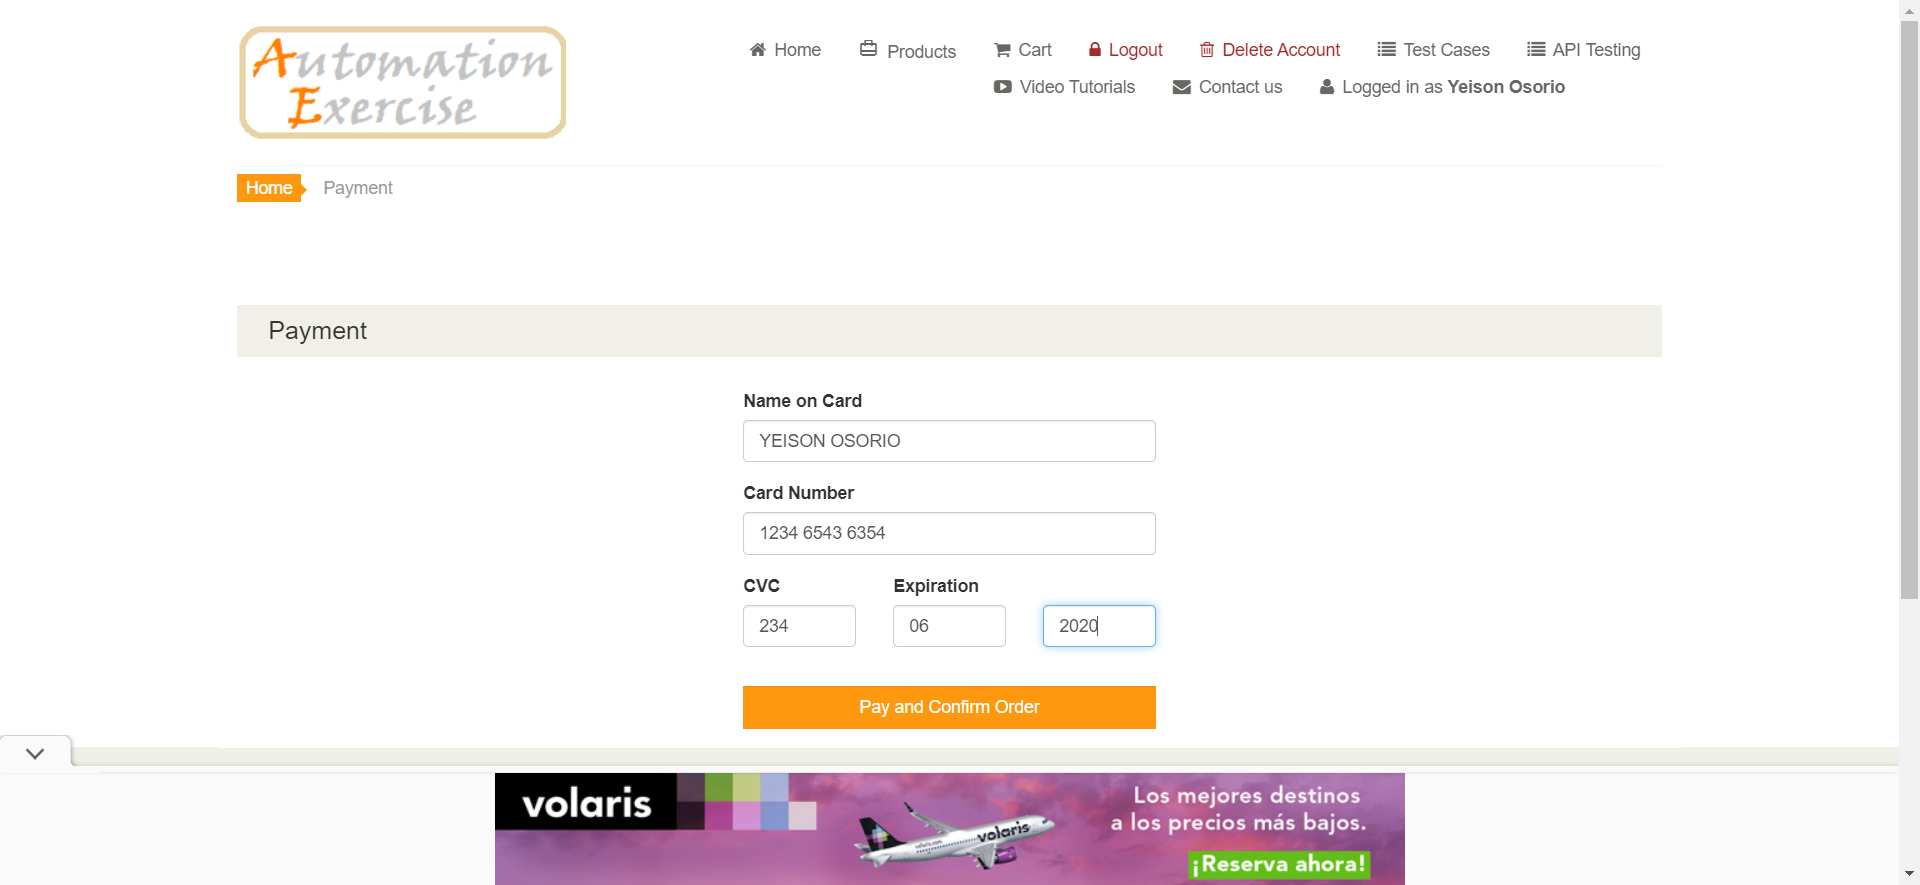 Automation
Exercise
Home
Products
Cart
Logout
Delete Account
Test Cases
API Testing
Video Tutorials
Contact us
Logged in as Yeison Osorio
Home
Payment
Payment
Name on Card
YEISON OSORIO
Card Number
1234 6543 6354
CVC
Expiration
234
06
2020
Pay and Confirm Order
volaris
volaris
Los mejores destinos
a los precios más bajos.
¡Reserva ahora!